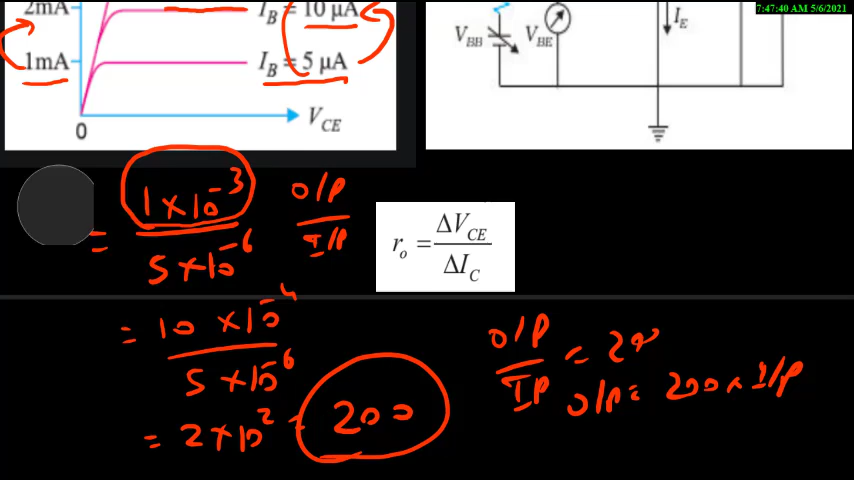 7:47:40 AM 5/6/2021
2mA
I_B = 10 μA
1mA
I_B = 5 μA
V_CE
0
V_BB
V_BE
I_E
= 1 × 10^-3 / 5 × 10^-6
O/P / I/P
r_o = ΔV_CE / ΔI_C
= 10 × 10^-4 / 5 × 10^-6
= 2 × 10^2 = 200
O/P / IP = 200
O/P = 200 × I/P